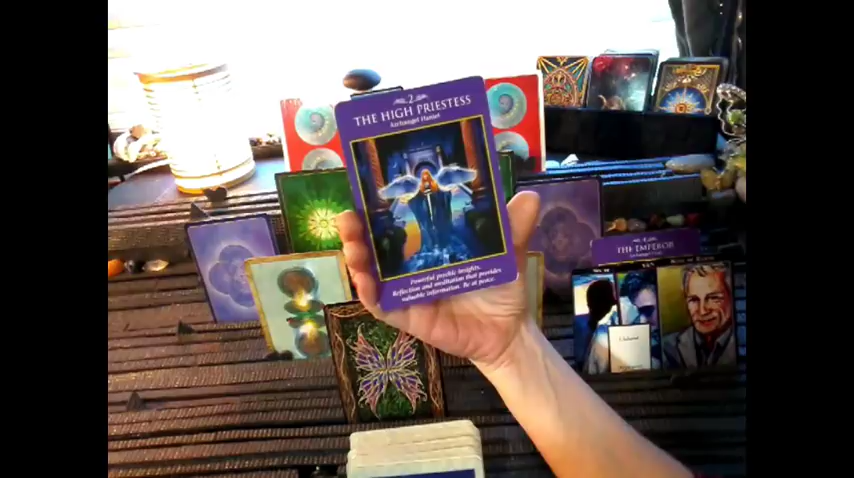 2
THE HIGH PRIESTESS
Archangel Haniel
Powerful psychic insights.
Reflection and meditation that provides
valuable information. Be at peace.
4
THE EMPEROR